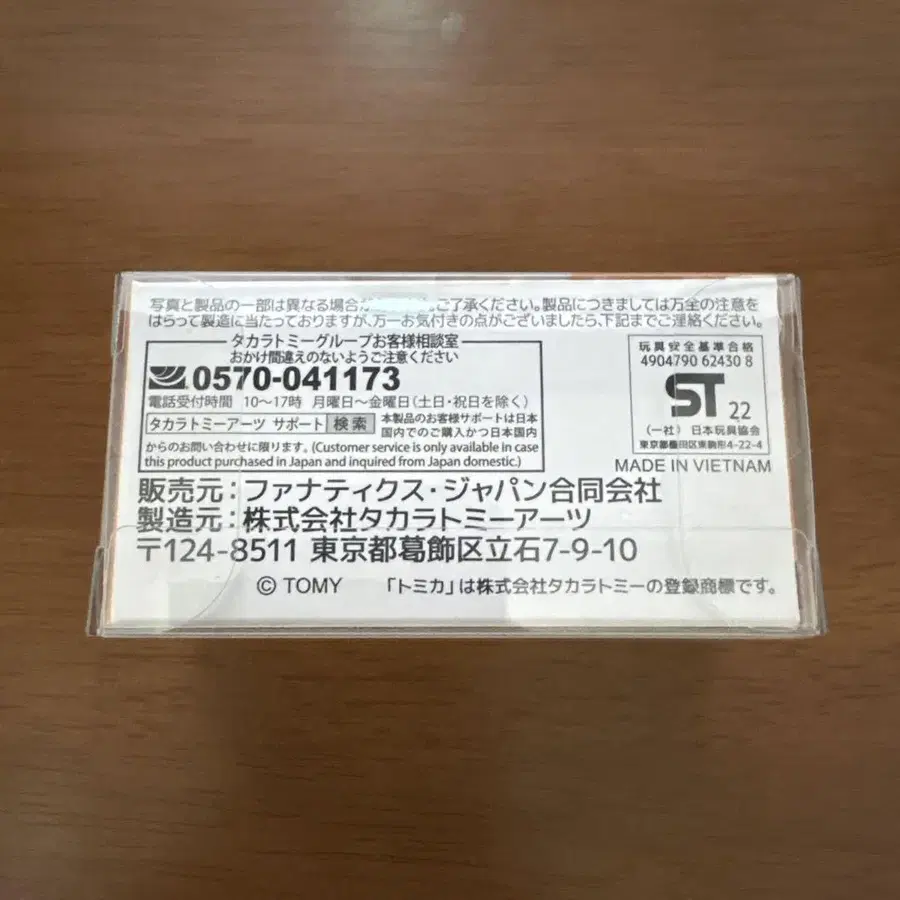 写真と製品の一部は異なる場合が ご了承ください。製品につきましては万全の注意を
はらって製造に当たっておりますが、万一お気付きの点がございましたら、下記までご連絡ください。
タカラトミーグループお客様相談室
おかけ間違えのないようご注意ください
0570-041173
電話受付時間 10〜17時 月曜日〜金曜日(土日・祝日を除く)
タカラトミーアーツ サポート 検索 本製品のお客様サポートは日本
国内でのご購入かつ日本国内
からのお問い合わせに限ります。(Customer service is only available in case
this product purchased in Japan and inquired from Japan domestic.)
玩具安全基準合格
4904790 62430 8
ST 22
(一社) 日本玩具協会
東京都墨田区東駒形4-22-4
MADE IN VIETNAM
販売元:ファナティクス・ジャパン合同会社
製造元:株式会社タカラトミーアーツ
〒124-8511 東京都葛飾区立石7-9-10
© TOMY 「トミカ」は株式会社タカラトミーの登録商標です。